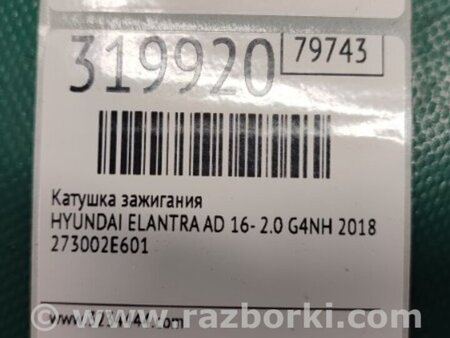 319920
79743
Катушка зажигания
HYUNDAI ELANTRA AD 16- 2.0 G4NH 2018
273002E601
www.razborki.com